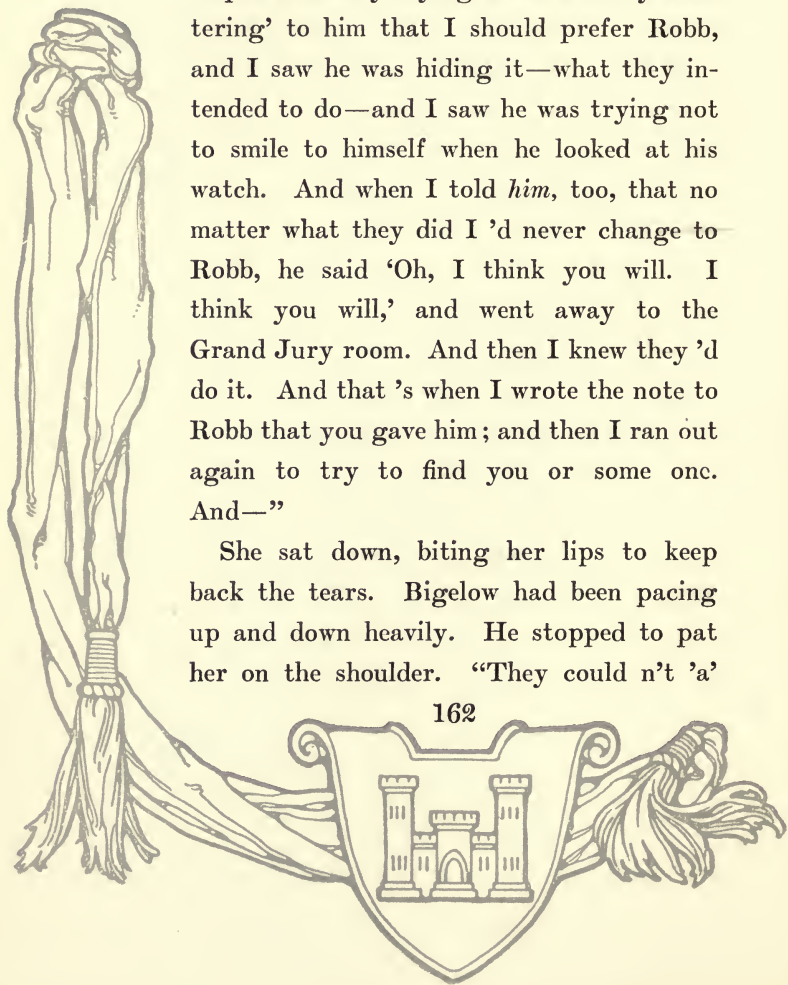 tering’ to him that I should prefer Robb,
and I saw he was hiding it—what they in-
tended to do—and I saw he was trying not
to smile to himself when he looked at his
watch. And when I told him, too, that no
matter what they did I ’d never change to
Robb, he said ‘Oh, I think you will. I
think you will,’ and went away to the
Grand Jury room. And then I knew they ’d
do it. And that ’s when I wrote the note to
Robb that you gave him; and then I ran out
again to try to find you or some one.
And—”
She sat down, biting her lips to keep
back the tears. Bigelow had been pacing
up and down heavily. He stopped to pat
her on the shoulder. “They could n’t ’a’
162